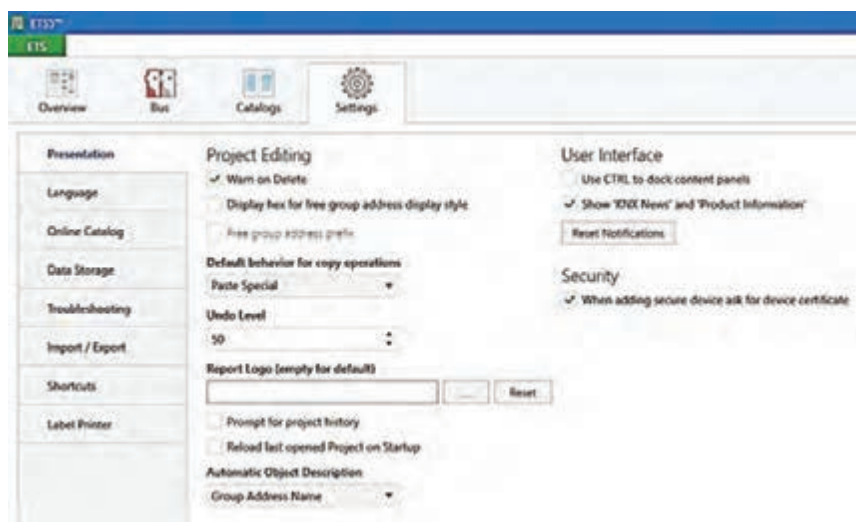 ETS5™
ETS
Overview
Bus
Catalogs
Settings
Presentation
Language
Online Catalog
Data Storage
Troubleshooting
Import / Export
Shortcuts
Label Printer
Project Editing
Warn on Delete
Display hex for free group address display style
Free group address prefix
Default behavior for copy operations
Paste Special
Undo Level
50
Report Logo (empty for default)
...
Reset
Prompt for project history
Reload last opened Project on Startup
Automatic Object Description
Group Address Name
User Interface
Use CTRL to dock content panels
Show 'KNX News' and 'Product Information'
Reset Notifications
Security
When adding secure device ask for device certificate